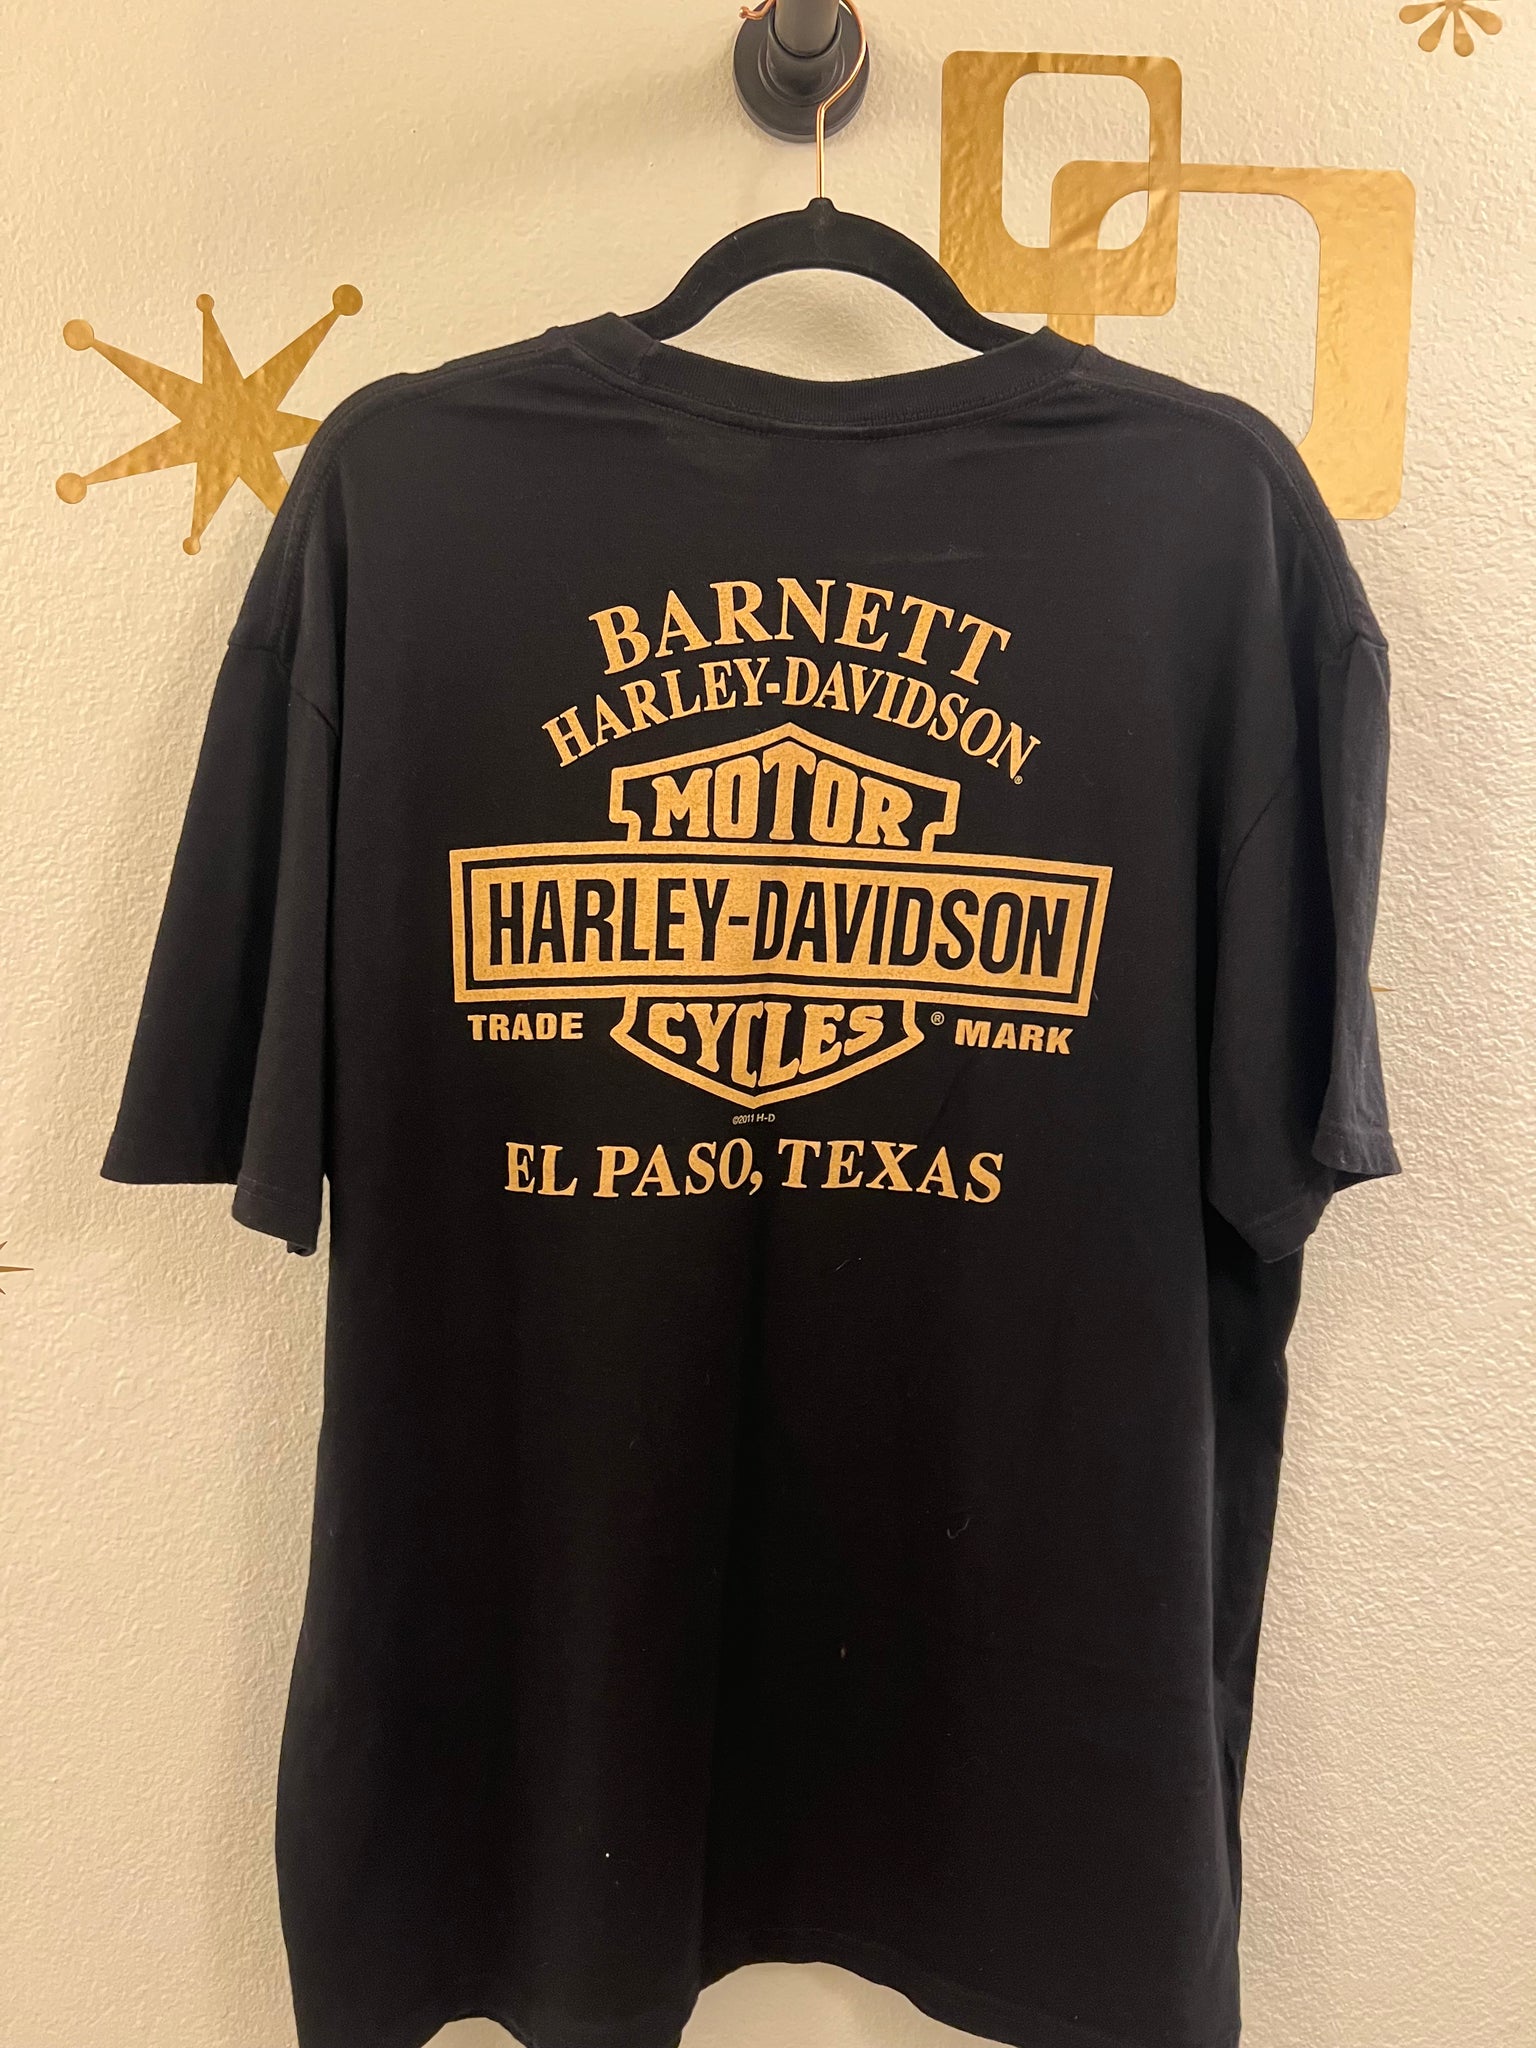 BARNETT
HARLEY-DAVIDSON®
MOTOR
HARLEY-DAVIDSON
CYCLES
TRADE ® MARK
©2011 H-D
EL PASO, TEXAS